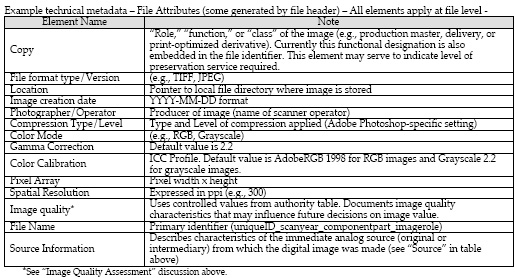 Example technical metadata – File Attributes (some generated by file header) – All elements apply at file level -
Element Name Note
Copy "Role," "function," or "class" of the image (e.g., production master, delivery, or
print-optimized derivative). Currently this functional designation is also
embedded in the file identifier. This element may serve to indicate level of
preservation service required.
File format type/Version (e.g., TIFF, JPEG)
Location Pointer to local file directory where image is stored
Image creation date YYYY-MM-DD format
Photographer/Operator Producer of image (name of scanner operator)
Compression Type/Level Type and Level of compression applied (Adobe Photoshop-specific setting)
Color Mode (e.g., RGB, Grayscale)
Gamma Correction Default value is 2.2
Color Calibration ICC Profile. Default value is AdobeRGB 1998 for RGB images and Grayscale 2.2
for grayscale images.
Pixel Array Pixel width x height
Spatial Resolution Expressed in ppi (e.g., 300)
Image quality* Uses controlled values from authority table. Documents image quality
characteristics that may influence future decisions on image value.
File Name Primary identifier (uniqueID_scanyear_componentpart_imagerole)
Source Information Describes characteristics of the immediate analog source (original or
intermediary) from which the digital image was made (see "Source" in table
above)
*See "Image Quality Assessment" discussion above.